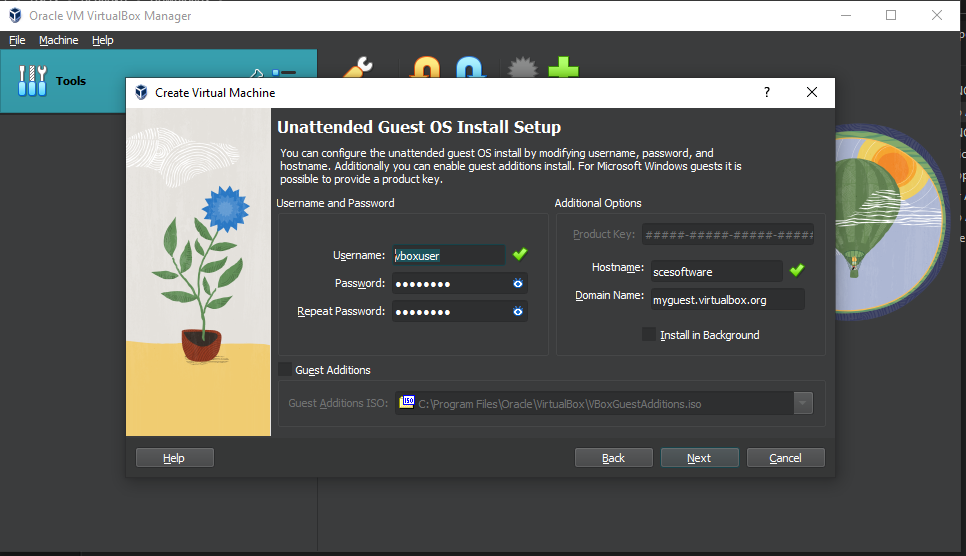 Oracle VM VirtualBox Manager
File Machine Help
Tools
Create Virtual Machine
?
Unattended Guest OS Install Setup
You can configure the unattended guest OS install by modifying username, password, and
hostname. Additionally you can enable guest additions install. For Microsoft Windows guests it is
possible to provide a product key.
Username and Password
Username: vboxuser
Password: ●●●●●●●●
Repeat Password: ●●●●●●●●
Additional Options
Product Key: #####-#####-#####-#####
Hostname: scesoftware
Domain Name: myguest.virtualbox.org
Install in Background
Guest Additions
Guest Additions ISO: ISO C:\Program Files\Oracle\VirtualBox\VBoxGuestAdditions.iso
Help Back Next Cancel